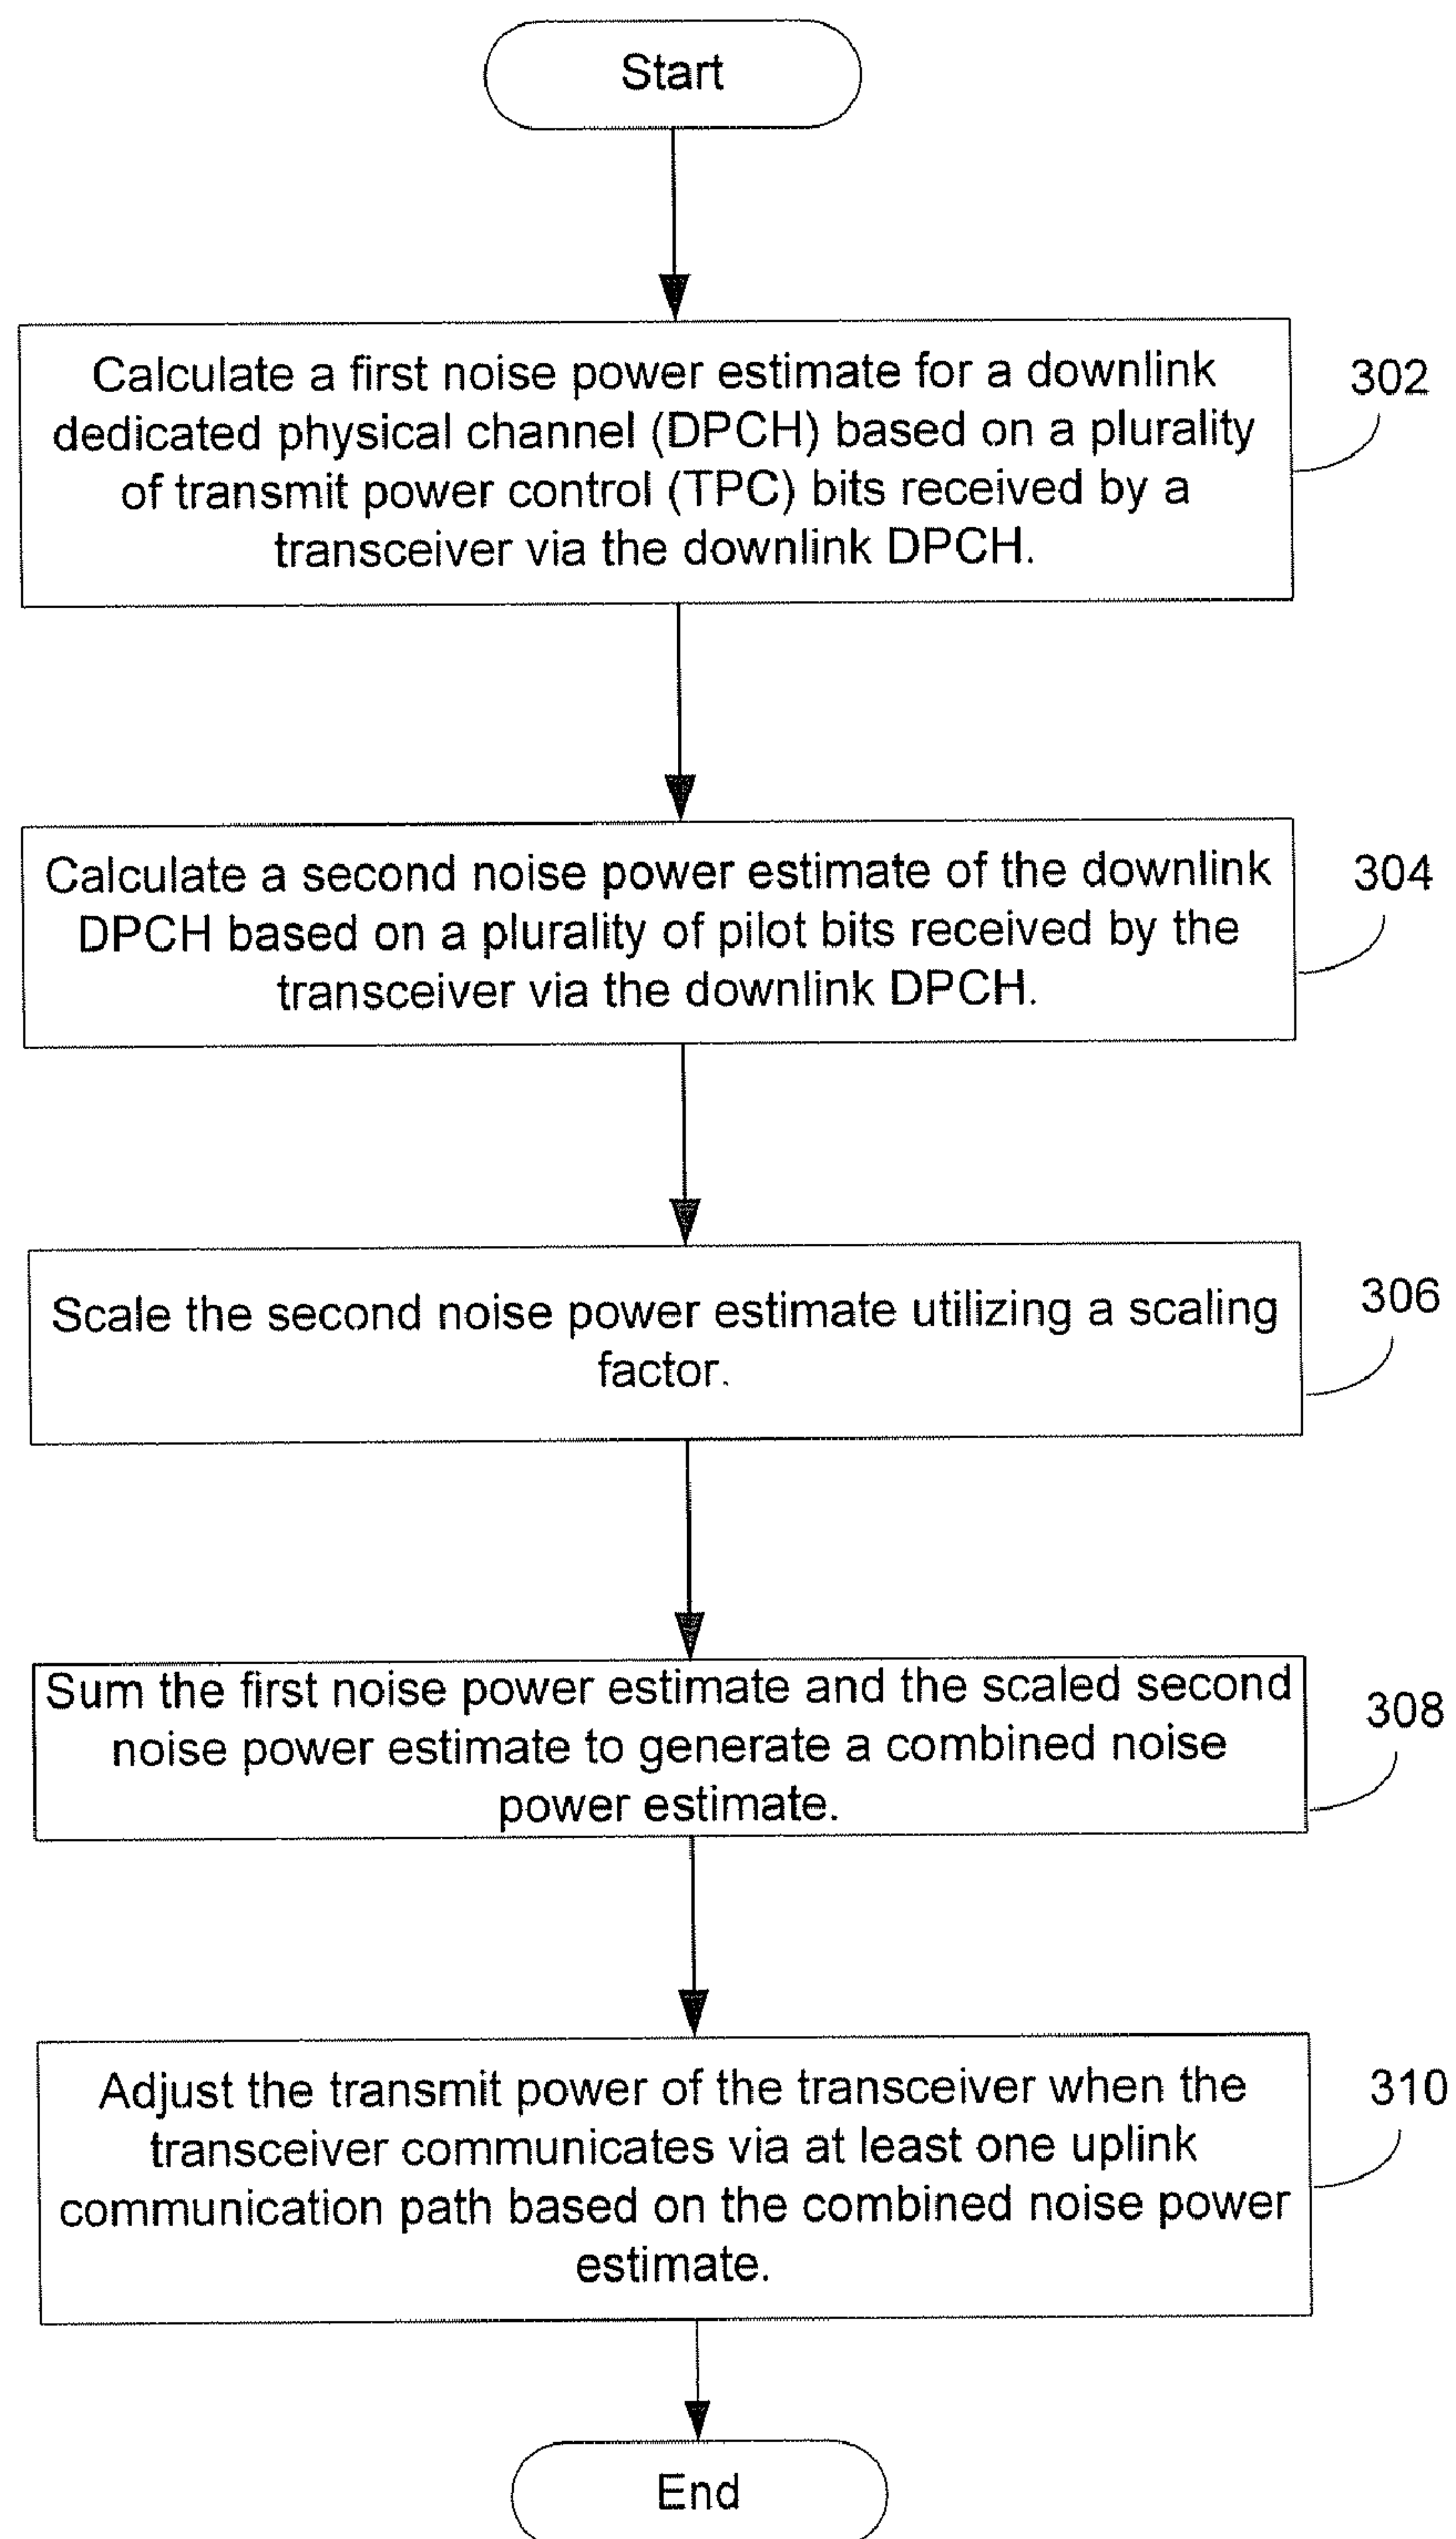 Start
Calculate a first noise power estimate for a downlink
dedicated physical channel (DPCH) based on a plurality
of transmit power control (TPC) bits received by a
transceiver via the downlink DPCH.
302
Calculate a second noise power estimate of the downlink
DPCH based on a plurality of pilot bits received by the
transceiver via the downlink DPCH.
304
Scale the second noise power estimate utilizing a scaling
factor.
306
Sum the first noise power estimate and the scaled second
noise power estimate to generate a combined noise
power estimate.
308
Adjust the transmit power of the transceiver when the
transceiver communicates via at least one uplink
communication path based on the combined noise power
estimate.
310
End